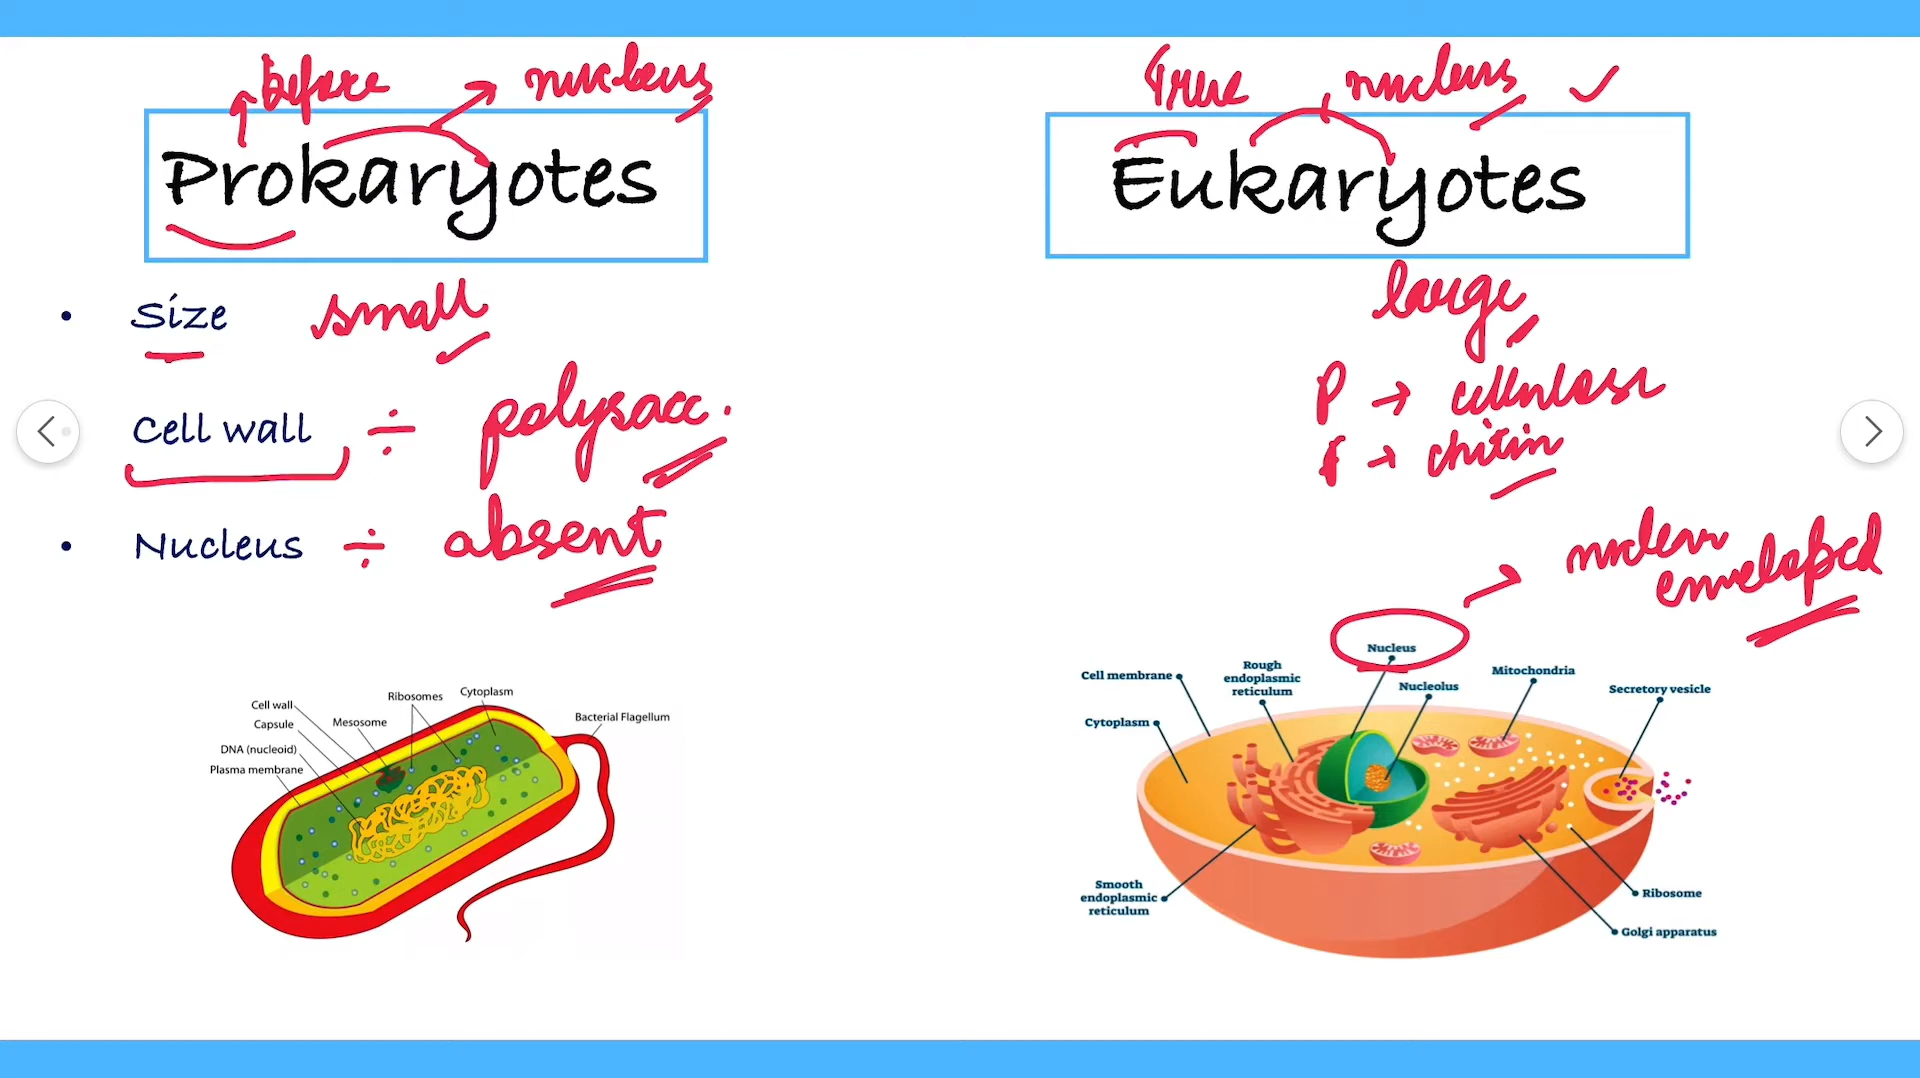 before nucleus
Prokaryotes
True nucleus ✓
Eukaryotes
• Size small
large
Cell wall ÷ polysacc.
P → cellulose
f → chitin
• Nucleus ÷ absent
nuclear
enveloped
Cell wall
Capsule
DNA (nucleoid)
Plasma membrane
Mesosome
Ribosomes
Cytoplasm
Bacterial Flagellum
Nucleus
Cell membrane
Rough
endoplasmic
reticulum
Nucleolus
Mitochondria
Secretory vesicle
Cytoplasm
Smooth
endoplasmic
reticulum
Ribosome
Golgi apparatus